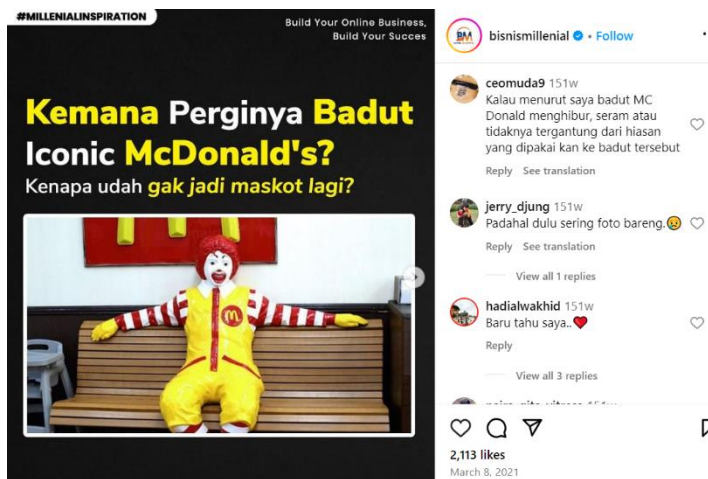 #MILLENIALINSPIRATION
Build Your Online Business,
Build Your Succes
Kemana Perginya Badut
Iconic McDonald's?
Kenapa udah gak jadi maskot lagi?
bisnismillenial • Follow
ceomuda9 151w
Kalau menurut saya badut MC
Donald menghibur, seram atau
tidaknya tergantung dari hiasan
yang dipakai kan ke badut tersebut
Reply See translation
jerry_djung 151w
Padahal dulu sering foto bareng.😢
Reply See translation
View all 1 replies
hadialwakhid 151w
Baru tahu saya..❤️
Reply
View all 3 replies
2,113 likes
March 8, 2021